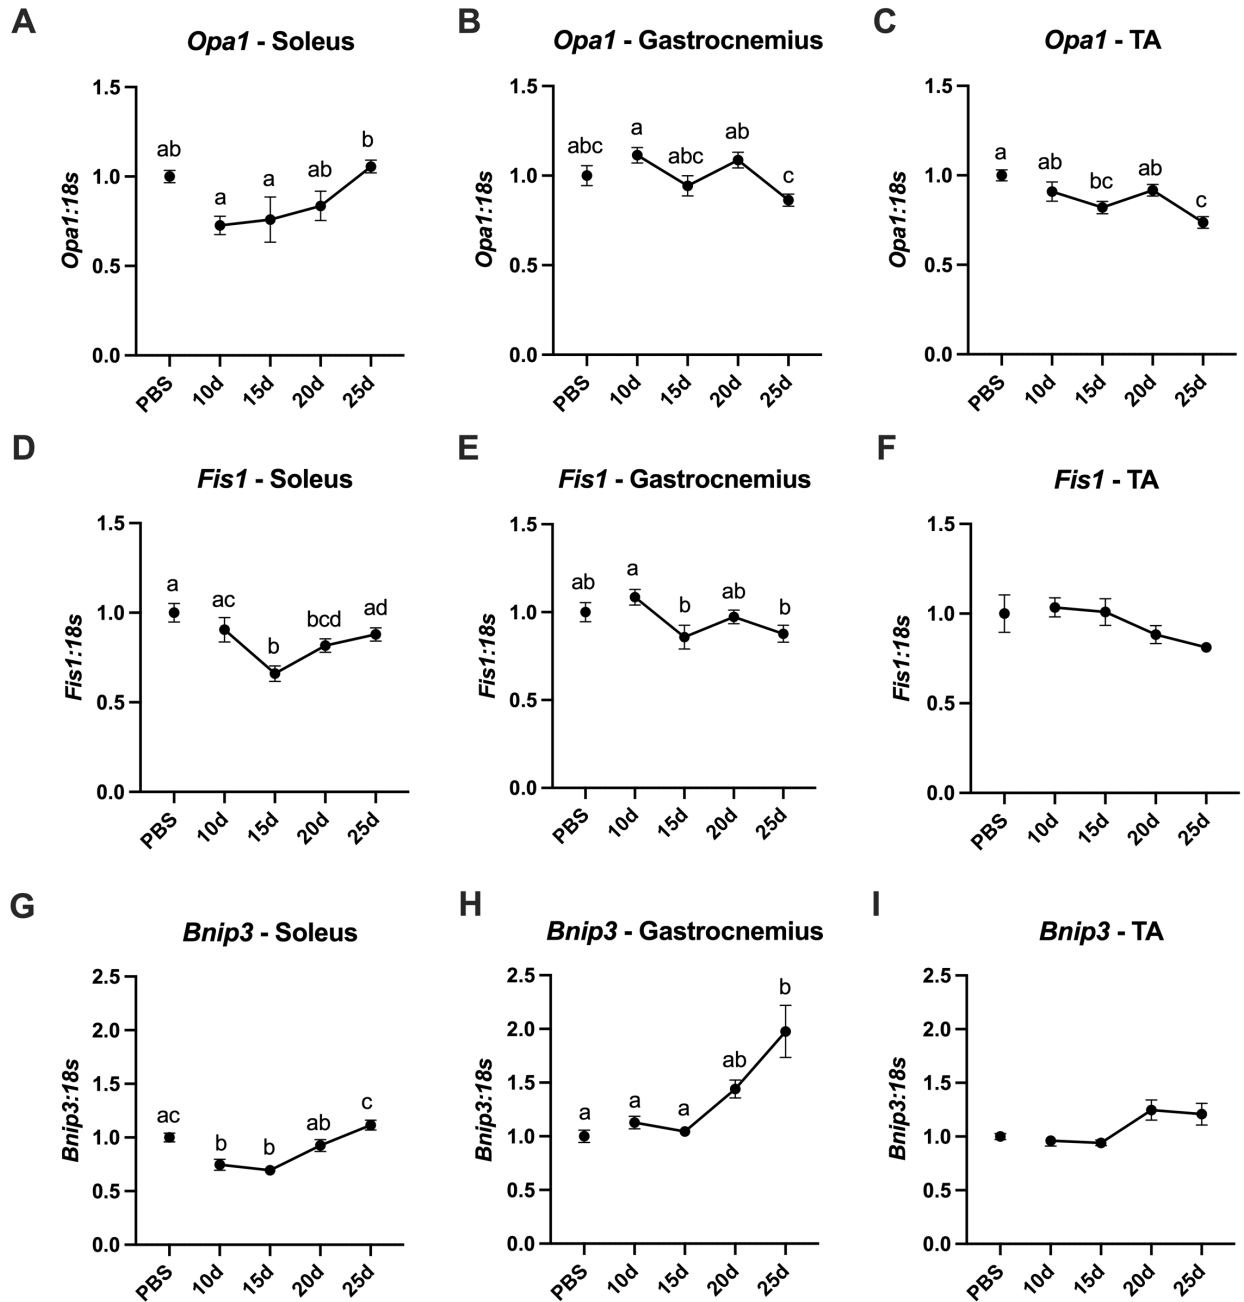 A
Opa1 - Soleus
1.5
1.0
0.5
0.0
Opa1:18s
ab
a
a
ab
b
PBS
10d
15d
20d
25d
B
Opa1 - Gastrocnemius
1.5
1.0
0.5
0.0
Opa1:18s
abc
a
abc
ab
c
PBS
10d
15d
20d
25d
C
Opa1 - TA
1.5
1.0
0.5
0.0
Opa1:18s
a
ab
bc
ab
c
PBS
10d
15d
20d
25d
D
Fis1 - Soleus
1.5
1.0
0.5
0.0
Fis1:18s
a
ac
b
bcd
ad
PBS
10d
15d
20d
25d
E
Fis1 - Gastrocnemius
1.5
1.0
0.5
0.0
Fis1:18s
ab
a
b
ab
b
PBS
10d
15d
20d
25d
F
Fis1 - TA
1.5
1.0
0.5
0.0
Fis1:18s
PBS
10d
15d
20d
25d
G
Bnip3 - Soleus
2.5
2.0
1.5
1.0
0.5
0.0
Bnip3:18s
ac
b
b
ab
c
PBS
10d
15d
20d
25d
H
Bnip3 - Gastrocnemius
2.5
2.0
1.5
1.0
0.5
0.0
Bnip3:18s
a
a
a
ab
b
PBS
10d
15d
20d
25d
I
Bnip3 - TA
2.5
2.0
1.5
1.0
0.5
0.0
Bnip3:18s
PBS
10d
15d
20d
25d